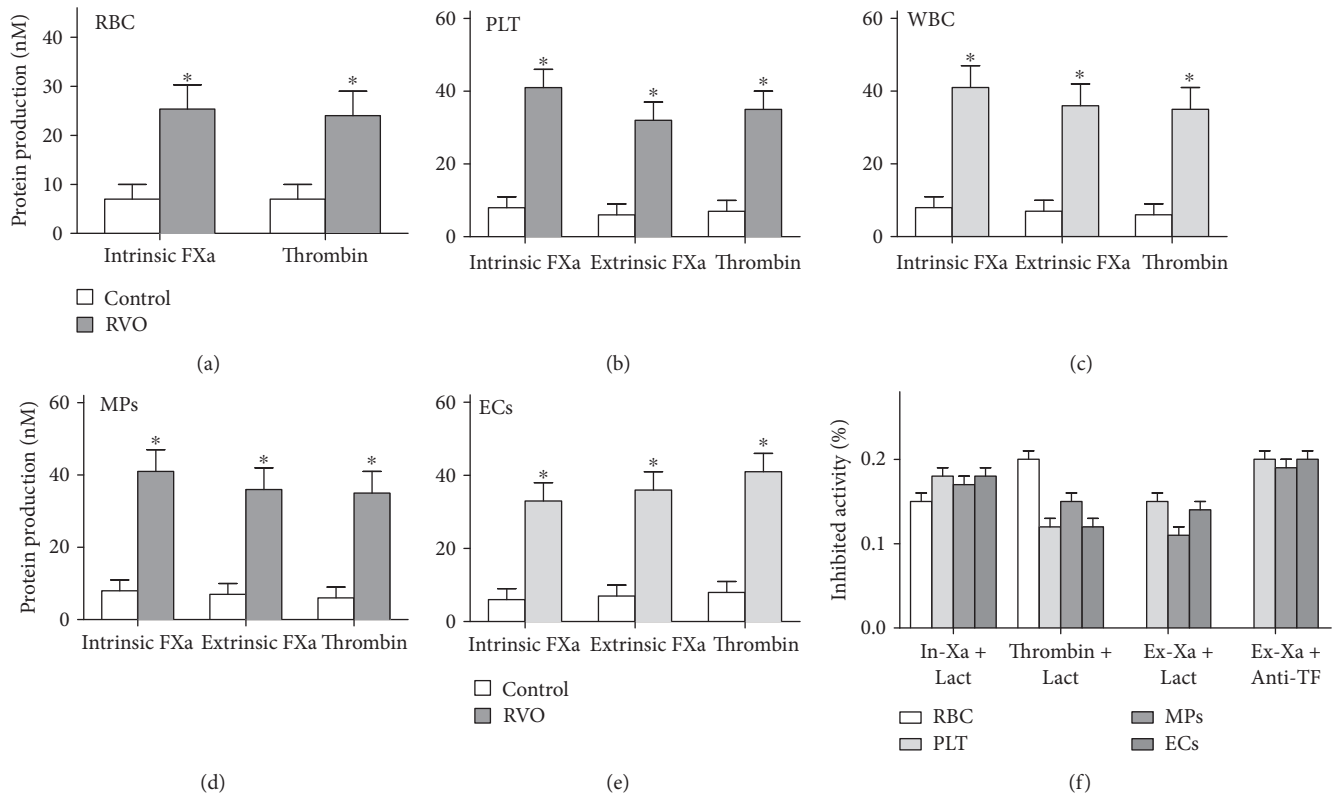 RBC
Protein production (nM)
40
30
20
10
0
*
*
Intrinsic FXa
Thrombin
Control
RVO
(a)
PLT
60
40
20
0
*
*
*
Intrinsic FXa
Extrinsic FXa
Thrombin
(b)
WBC
60
40
20
0
*
*
*
Intrinsic FXa
Extrinsic FXa
Thrombin
(c)
MPs
Protein production (nM)
60
40
20
0
*
*
*
Intrinsic FXa
Extrinsic FXa
Thrombin
(d)
ECs
60
40
20
0
*
*
*
Intrinsic FXa
Extrinsic FXa
Thrombin
Control
RVO
(e)
Inhibited activity (%)
0.2
0.1
0.0
In-Xa +
Lact
Thrombin +
Lact
Ex-Xa +
Lact
Ex-Xa +
Anti-TF
RBC
PLT
MPs
ECs
(f)